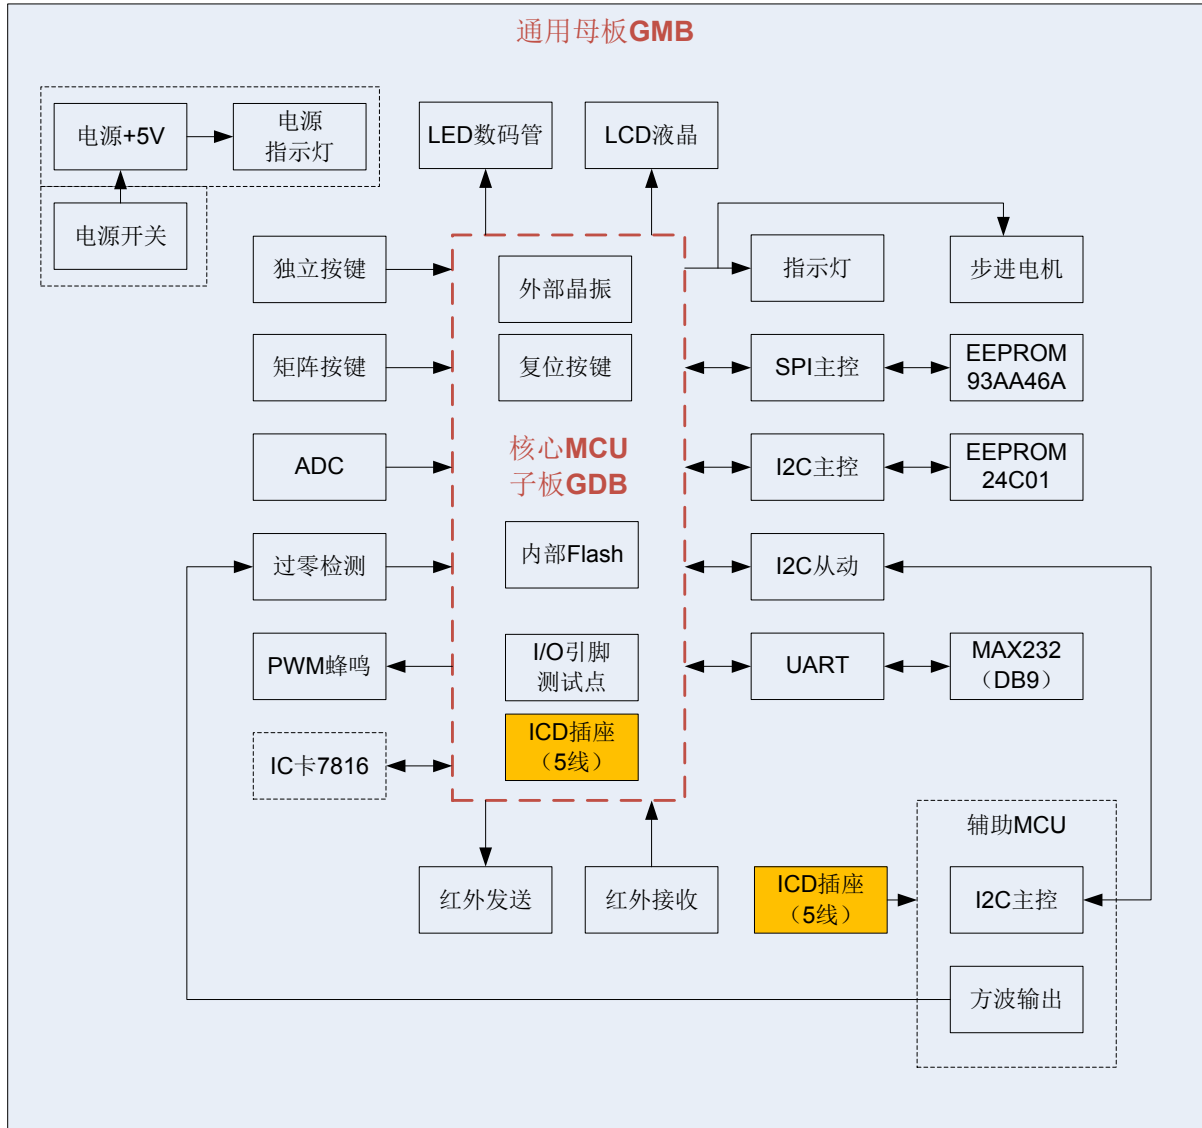 通用母板GMB
电源+5V
电源
指示灯
电源开关
LED数码管
LCD液晶
独立按键
外部晶振
指示灯
步进电机
矩阵按键
复位按键
SPI主控
EEPROM
93AA46A
ADC
核心MCU
子板GDB
I2C主控
EEPROM
24C01
过零检测
内部Flash
I2C从动
PWM蜂鸣
I/O引脚
测试点
UART
MAX232
（DB9）
IC卡7816
ICD插座
（5线）
红外发送
红外接收
ICD插座
（5线）
辅助MCU
I2C主控
方波输出